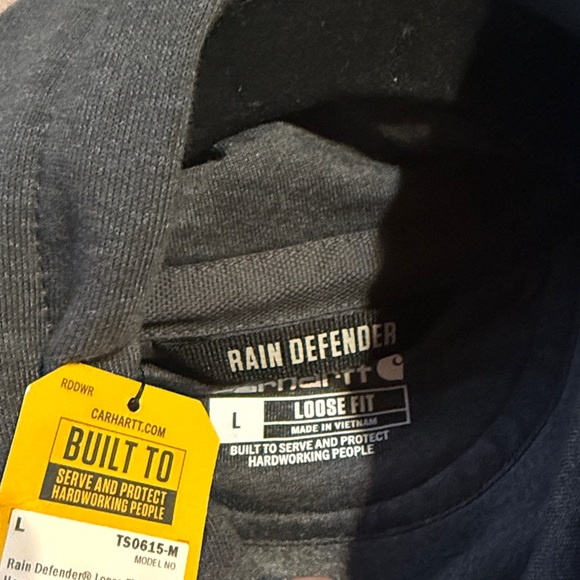 RAIN DEFENDER
carhartt
L
LOOSE FIT
MADE IN VIETNAM
BUILT TO SERVE AND PROTECT
HARDWORKING PEOPLE
RDDWR
CARHARTT.COM
BUILT TO
SERVE AND PROTECT
HARDWORKING PEOPLE
L
TS0615-M
MODEL NO
Rain Defender® Loose